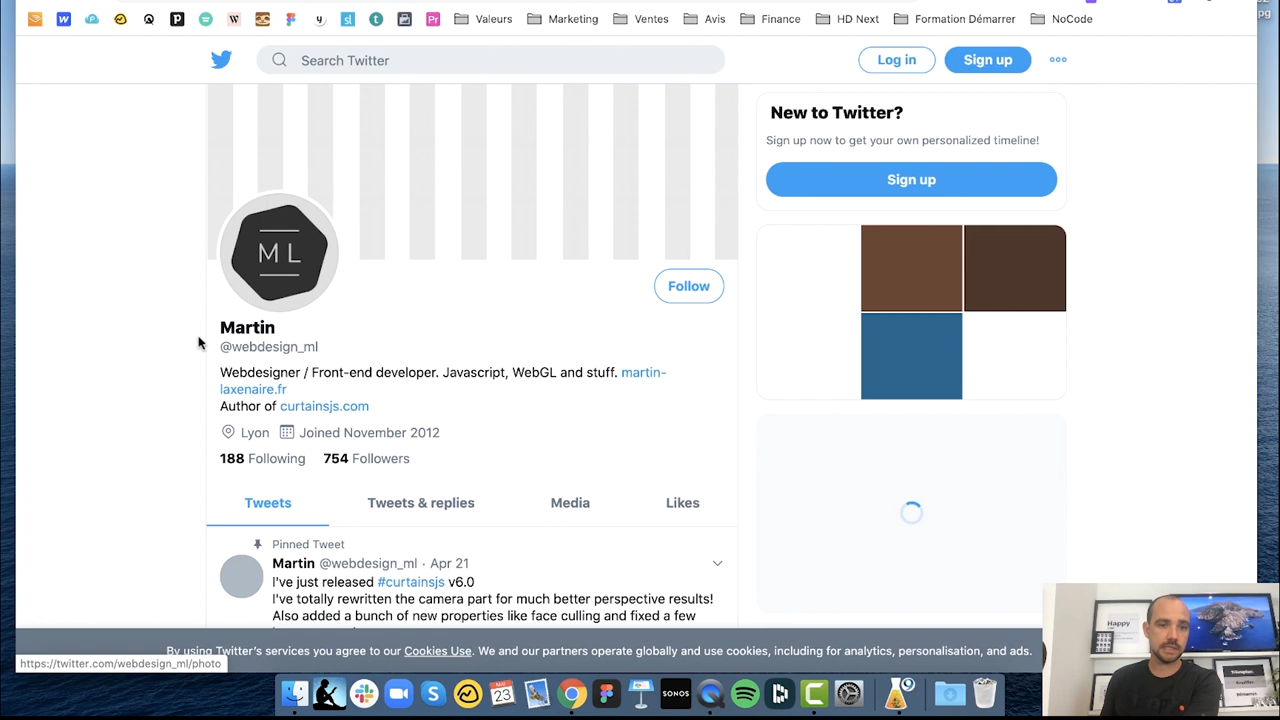 Valeurs Marketing Ventes Avis Finance HD Next Formation Démarrer NoCode
Search Twitter
Log in Sign up
New to Twitter?
Sign up now to get your own personalized timeline!
Sign up
ML
Follow
Martin
@webdesign_ml
Webdesigner / Front-end developer. Javascript, WebGL and stuff. martin-
laxenaire.fr
Author of curtainsjs.com
Lyon Joined November 2012
188 Following 754 Followers
Tweets Tweets & replies Media Likes
Pinned Tweet
Martin @webdesign_ml · Apr 21
I've just released #curtainsjs v6.0
I've totally rewritten the camera part for much better perspective results!
Also added a bunch of new properties like face culling and fixed a few
By using Twitter's services you agree to our Cookies Use. We and our partners operate globally and use cookies, including for analytics, personalisation, and ads.
https://twitter.com/webdesign_ml/photo
23
SONOS
Happy